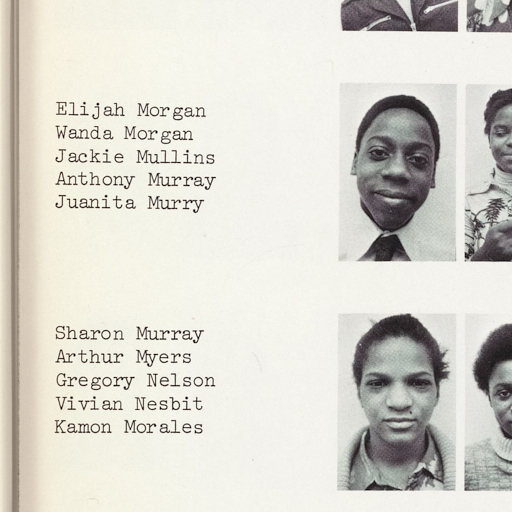 Elijah Morgan
Wanda Morgan
Jackie Mullins
Anthony Murray
Juanita Murry
Sharon Murray
Arthur Myers
Gregory Nelson
Vivian Nesbit
Kamon Morales